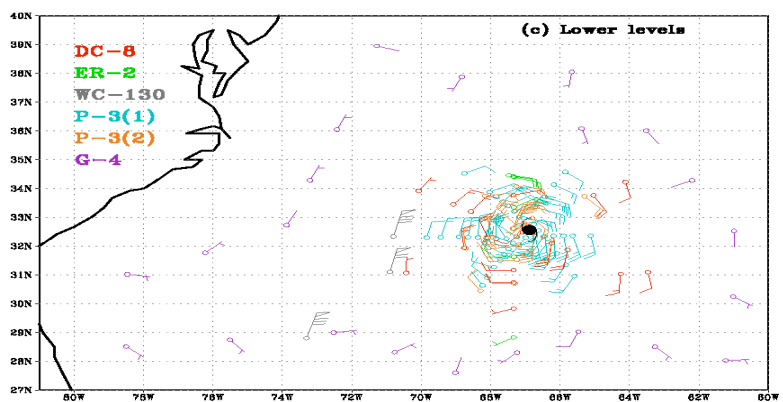 40N
(c) Lower levels
39N
DC-8
38N
ER-2
37N
WC-130
36N
P-3(1)
P-3(2)
35N
G-4
34N
33N
32N
31N
30N
29N
28N
27N
80W 78W 76W 74W 72W 70W 68W 66W 64W 62W 60W